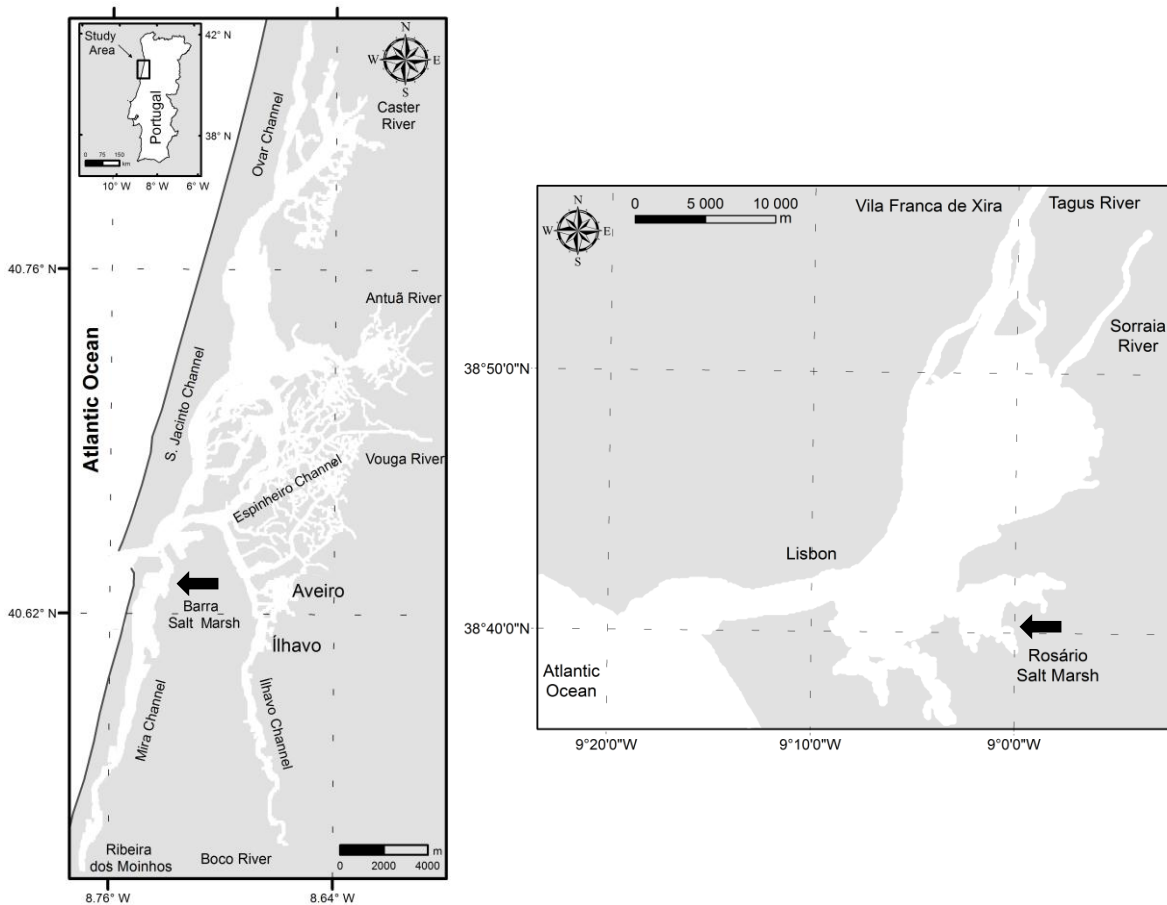 Study
Area
42° N
Portugal
38° N
0 75 150
km
10° W 8° W 6° W
N
W E
S
Caster
River
Ovar Channel
40.76°
Antuã River
Atlantic Ocean
S. Jacinto Channel
Vouga River
Espinheiro Channel
Aveiro
Barra
Salt Marsh
40.62°
Ílhavo
Mira Channel
Ílhavo Channel
Ribeira
dos Moinhos
Boco River
m
0 2000 4000
8.76° W 8.64° W
0 5 000 10 000
m
Vila Franca de Xira
Tagus River
N
W E
S
Sorraia
River
38°50'0"N
Lisbon
38°40'0"N
Rosário
Salt Marsh
Atlantic
Ocean
9°20'0"W 9°10'0"W 9°0'0"W